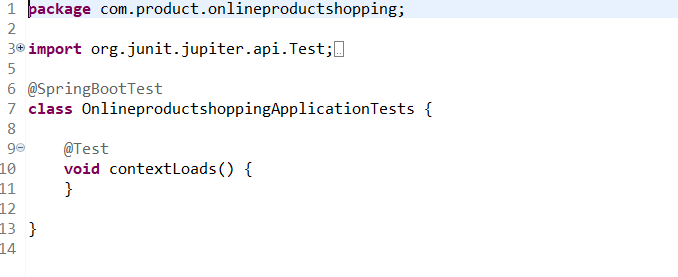 1 package com.product.onlineproductshopping;
2
3 import org.junit.jupiter.api.Test;
5
6 @SpringBootTest
7 class OnlineproductshoppingApplicationTests {
8
9     @Test
10     void contextLoads() {
11     }
12
13 }
14